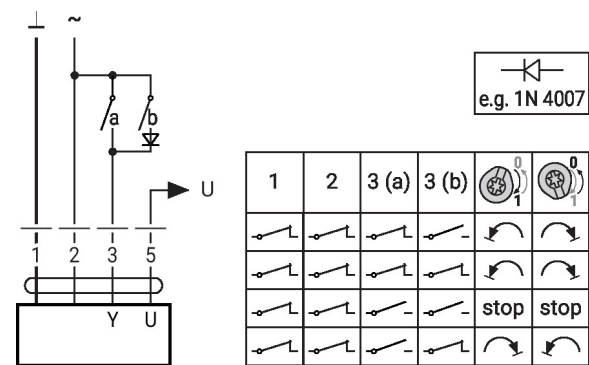 ⊥ ~
e.g. 1N 4007
a b
U
1 2 3 5
Y U
1 2 3 (a) 3 (b) 0 1 0 1
stop stop